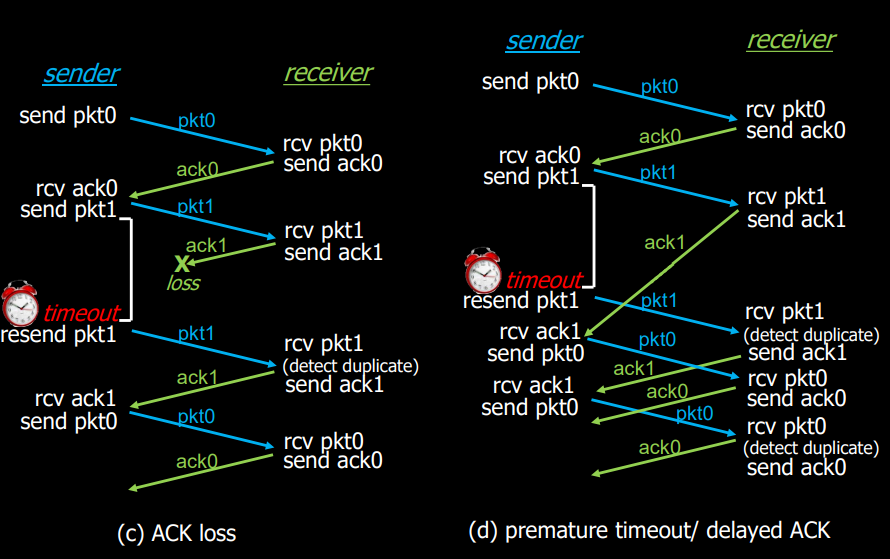 sender
receiver
send pkt0
pkt0
rcv pkt0
send ack0
ack0
rcv ack0
send pkt1
pkt1
rcv pkt1
send ack1
ack1
X
loss
timeout
resend pkt1
pkt1
rcv pkt1
(detect duplicate)
send ack1
ack1
rcv ack1
send pkt0
pkt0
rcv pkt0
send ack0
ack0
(c) ACK loss
sender
receiver
send pkt0
pkt0
rcv pkt0
send ack0
ack0
rcv ack0
send pkt1
pkt1
rcv pkt1
send ack1
ack1
timeout
resend pkt1
pkt1
rcv pkt1
(detect duplicate)
send ack1
rcv ack1
send pkt0
pkt0
ack1
rcv pkt0
send ack0
rcv ack1
send pkt0
ack0
pkt0
rcv pkt0
(detect duplicate)
send ack0
ack0
(d) premature timeout/ delayed ACK